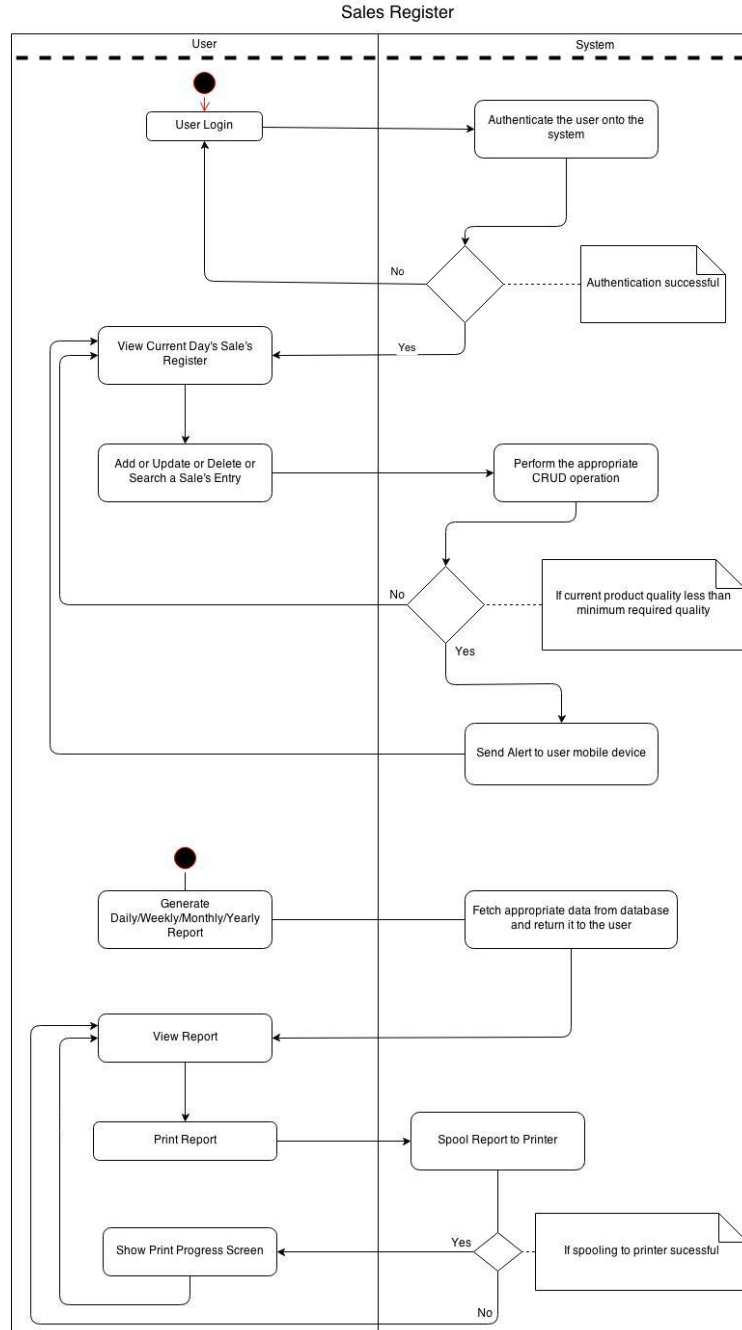 Sales Register
User
System
User Login
Authenticate the user onto the
system
No
Authentication successful
View Current Day's Sale's
Register
Yes
Add or Update or Delete or
Search a Sale's Entry
Perform the appropriate
CRUD operation
No
If current product quality less than
minimum required quality
Yes
Send Alert to user mobile device
Generate
Daily/Weekly/Monthly/Yearly
Report
Fetch appropriate data from database
and return it to the user
View Report
Print Report
Spool Report to Printer
Show Print Progress Screen
Yes
If spooling to printer sucessful
No